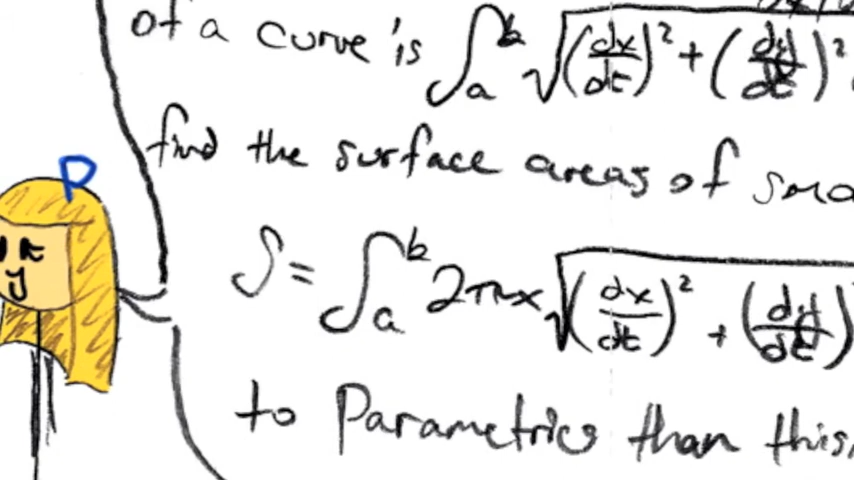 of a curve is ∫ₐᵇ √(dx/dt)² + (dy/dt)²
find the surface areas of
P
S = ∫ₐᵇ 2πx √(dx/dt)² + (dy/dt)
to Parametrics than this,